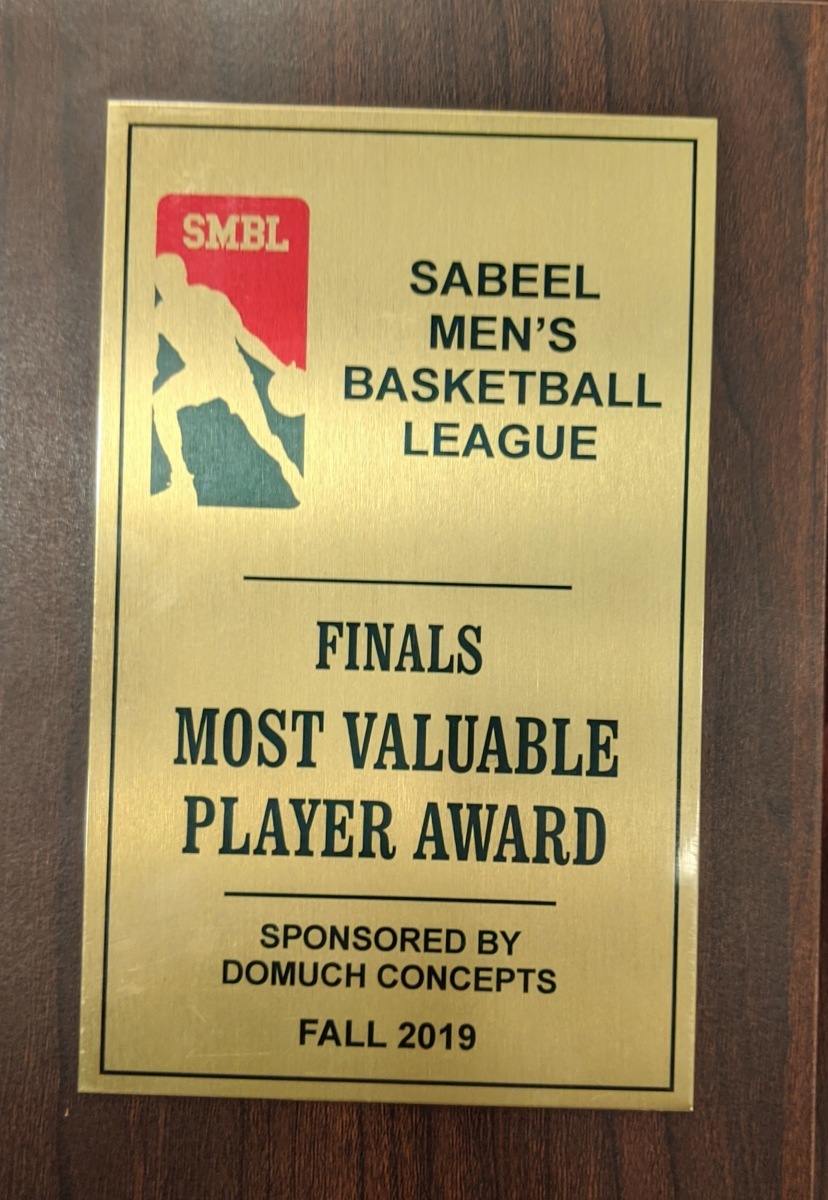 SMBL
SABEEL
MEN'S
BASKETBALL
LEAGUE
FINALS
MOST VALUABLE
PLAYER AWARD
SPONSORED BY
DOMUCH CONCEPTS
FALL 2019